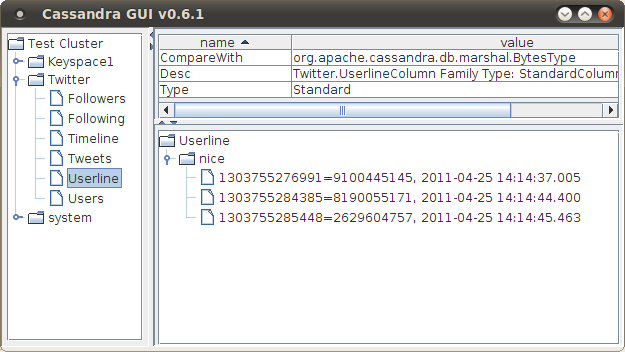 Cassandra GUI v0.6.1
Test Cluster
Keyspace1
Twitter
Followers
Following
Timeline
Tweets
Userline
Users
system
name value
CompareWith org.apache.cassandra.db.marshal.BytesType
Desc Twitter.UserlineColumn Family Type: StandardColumn
Type Standard
Userline
nice
1303755276991=9100445145, 2011-04-25 14:14:37.005
1303755284385=8190055171, 2011-04-25 14:14:44.400
1303755285448=2629604757, 2011-04-25 14:14:45.463